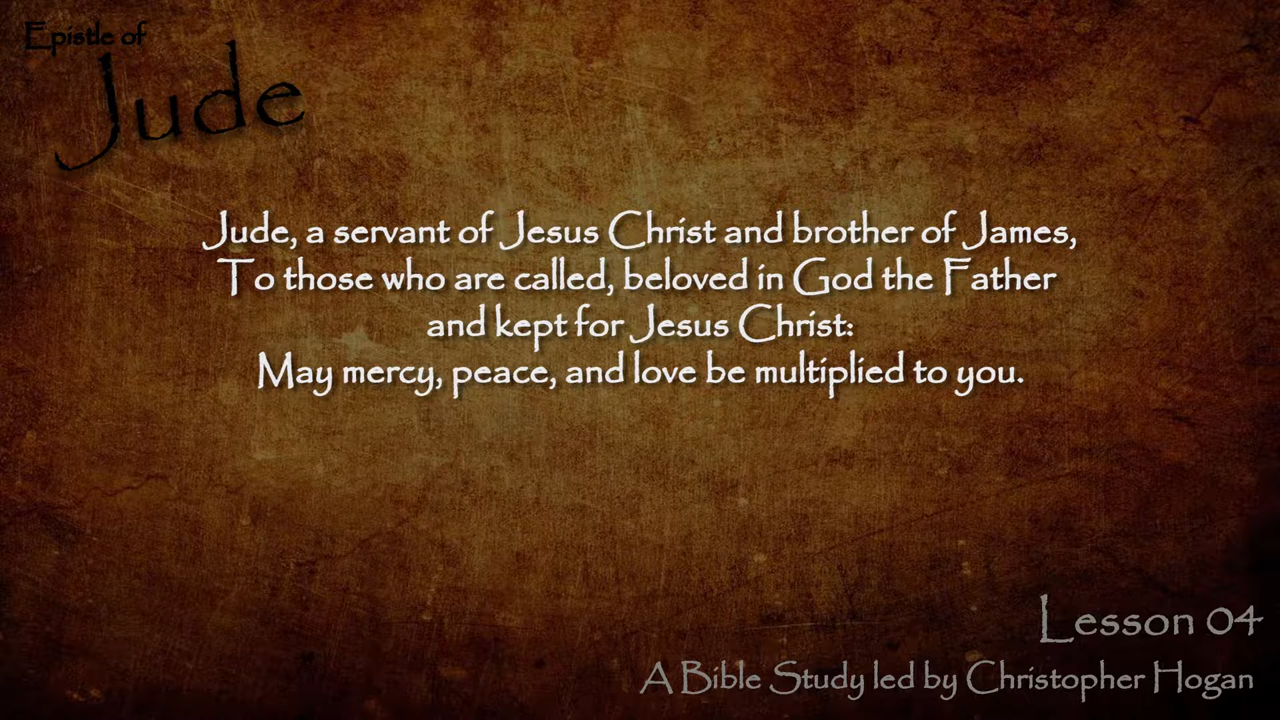 Epistle of
Jude
Jude, a servant of Jesus Christ and brother of James,
To those who are called, beloved in God the Father
and kept for Jesus Christ:
May mercy, peace, and love be multiplied to you.
Lesson 04
A Bible Study led by Christopher Hogan